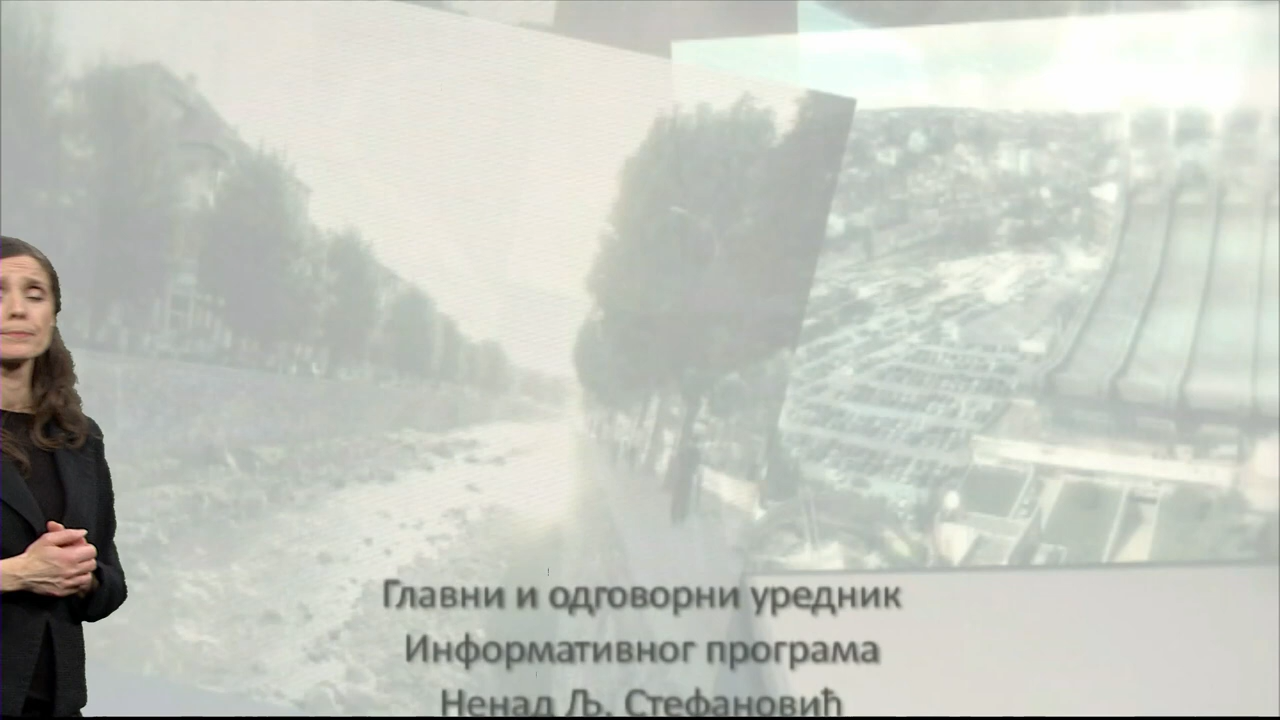 Главни и одговорни уредник
Информативног програма
Ненад Љ. Стефановић